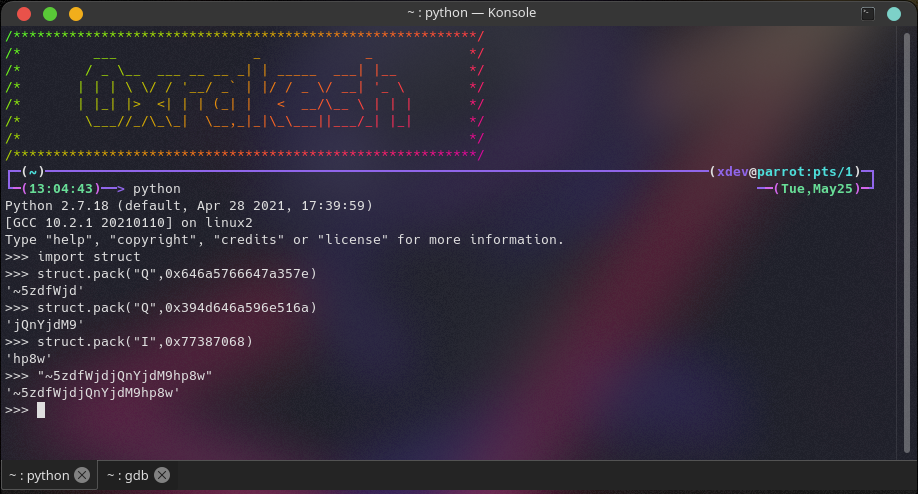 ~ : python — Konsole
/**********************************************************/
/*         ___                 _             _            */
/*        / _ \__  ___ __ __ _| | _____  ___| |__         */
/*       | | | \ \/ / '__/ _` | |/ / _ \/ __| '_ \        */
/*       | |_| |>  <| | | (_| |   <  __/\__ \ | | |       */
/*        \___//_/\_\_|  \__,_|_|\_\___||___/_| |_|       */
/*                                                        */
/**********************************************************/
(~) (xdev@parrot:pts/1)
(13:04:43)──> python (Tue,May25)
Python 2.7.18 (default, Apr 28 2021, 17:39:59)
[GCC 10.2.1 20210110] on linux2
Type "help", "copyright", "credits" or "license" for more information.
>>> import struct
>>> struct.pack("Q",0x646a5766647a357e)
'~5zdfWjd'
>>> struct.pack("Q",0x394d646a596e516a)
'jQnYjdM9'
>>> struct.pack("I",0x77387068)
'hp8w'
>>> "~5zdfWjdjQnYjdM9hp8w"
'~5zdfWjdjQnYjdM9hp8w'
>>>
~ : python ~ : gdb